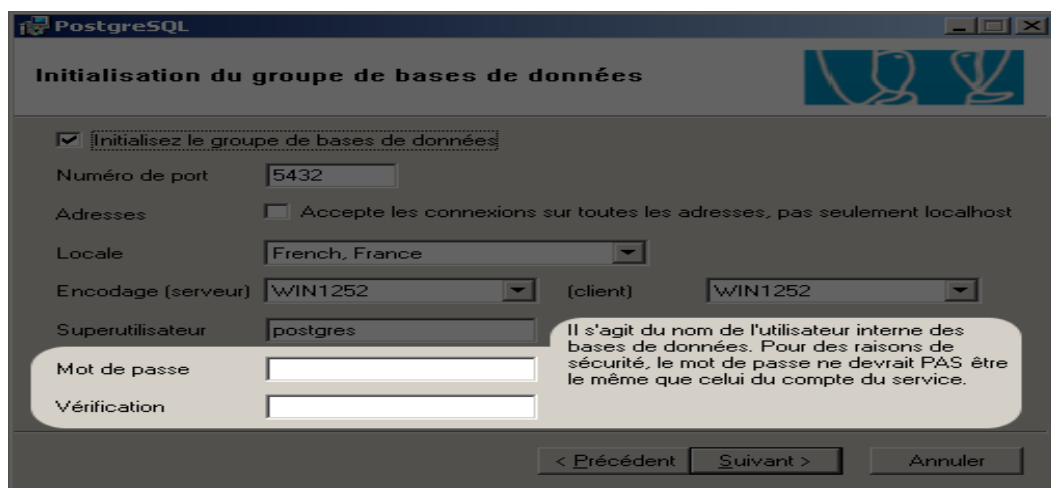 PostgreSQL
Initialisation du groupe de bases de données
Initialisez le groupe de bases de données
Numéro de port 5432
Adresses Accepte les connexions sur toutes les adresses, pas seulement localhost
Locale French, France
Encodage (serveur) WIN1252 (client) WIN1252
Superutilisateur postgres
Il s'agit du nom de l'utilisateur interne des
bases de données. Pour des raisons de
sécurité, le mot de passe ne devrait PAS être
le même que celui du compte du service.
Mot de passe
Vérification
< Précédent Suivant > Annuler